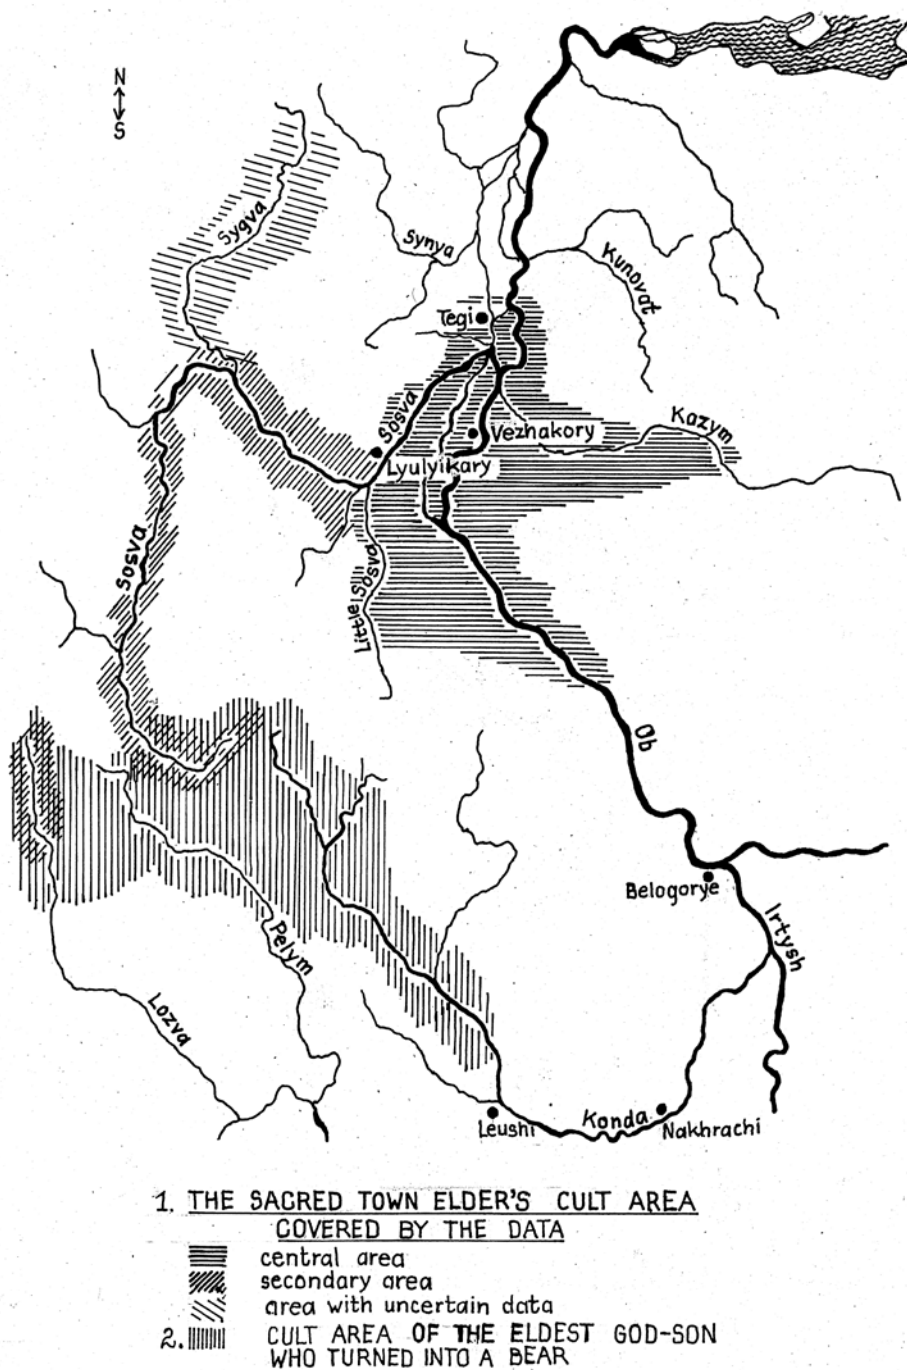 N
S
Sygva
Synya
Kunovat
Tegi
Sosva
Vezhakory
Kazym
Lyulyikary
Sosva
Little Sosva
Ob
Belogorye
Irtysh
Pelym
Lozva
Leushi
Konda
Nakhrachi
1. THE SACRED TOWN ELDER'S CULT AREA
COVERED BY THE DATA
central area
secondary area
area with uncertain data
2. CULT AREA OF THE ELDEST GOD-SON
WHO TURNED INTO A BEAR